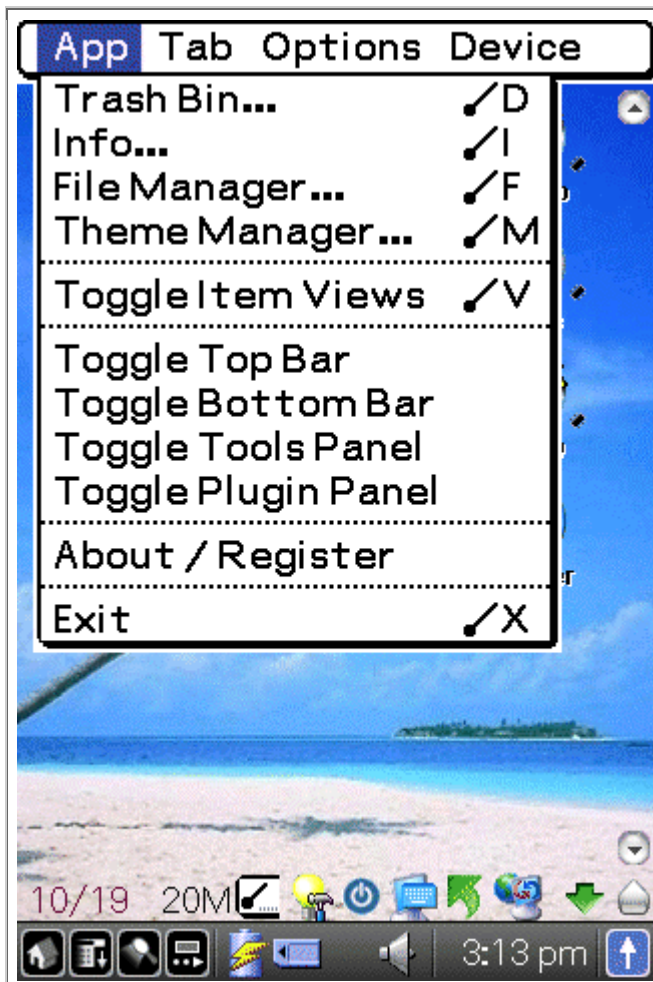 App Tab Options Device
Trash Bin... D
Info... I
File Manager... F
Theme Manager... M
Toggle Item Views V
Toggle Top Bar
Toggle Bottom Bar
Toggle Tools Panel
Toggle Plugin Panel
About / Register
Exit X
10/19 20M
3:13 pm